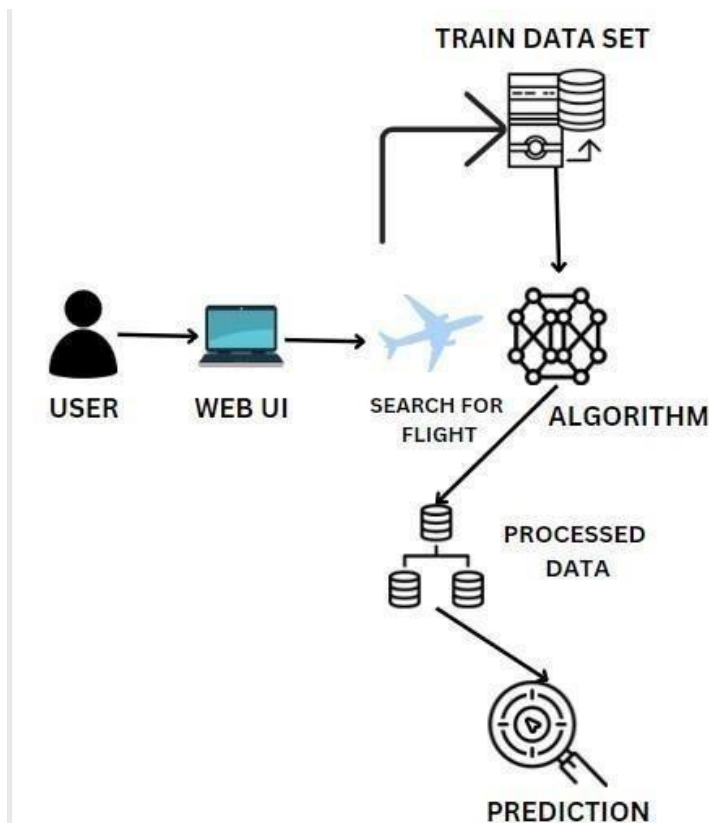 TRAIN DATA SET
USER
WEB UI
SEARCH FOR
FLIGHT
ALGORITHM
PROCESSED
DATA
PREDICTION